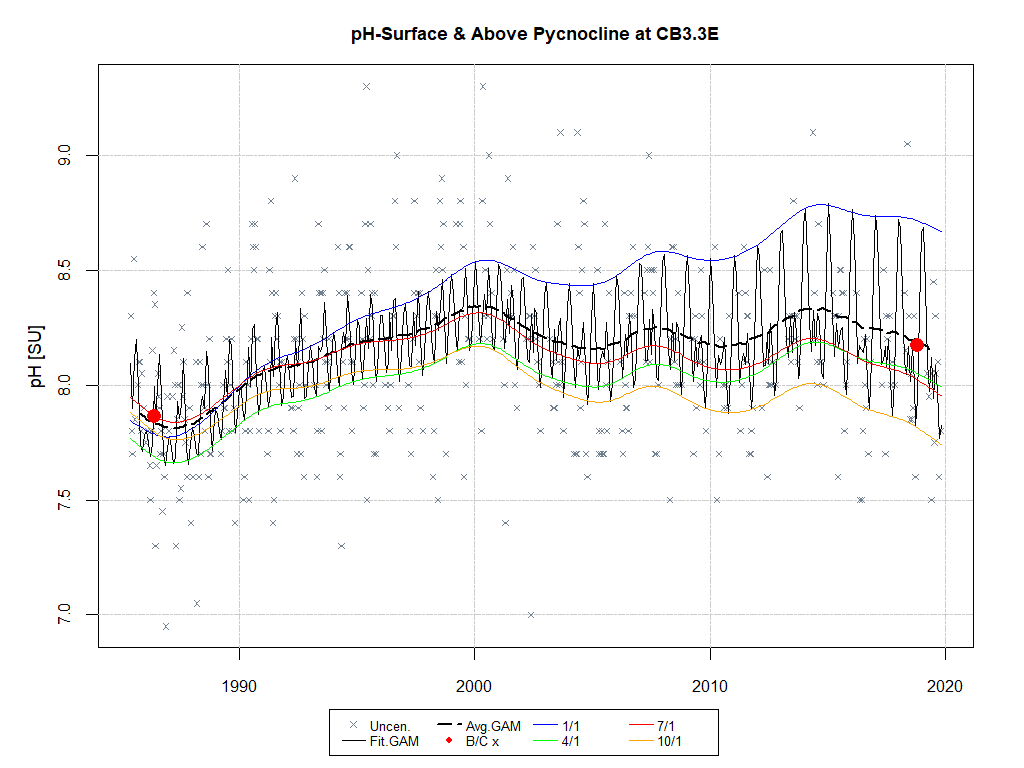 pH-Surface & Above Pycnocline at CB3.3E
pH [SU]
9.0
8.5
8.0
7.5
7.0
1990 2000 2010 2020
Uncen. Avg.GAM 1/1 7/1
Fit.GAM B/C x 4/1 10/1